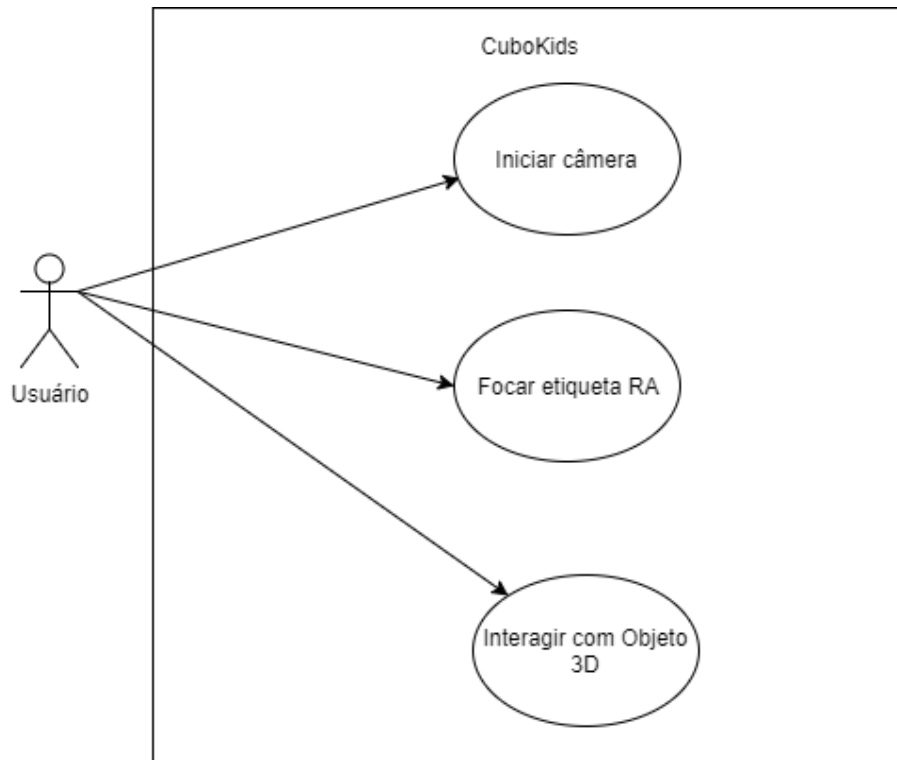 CuboKids
Iniciar câmera
Focar etiqueta RA
Usuário
Interagir com Objeto
3D